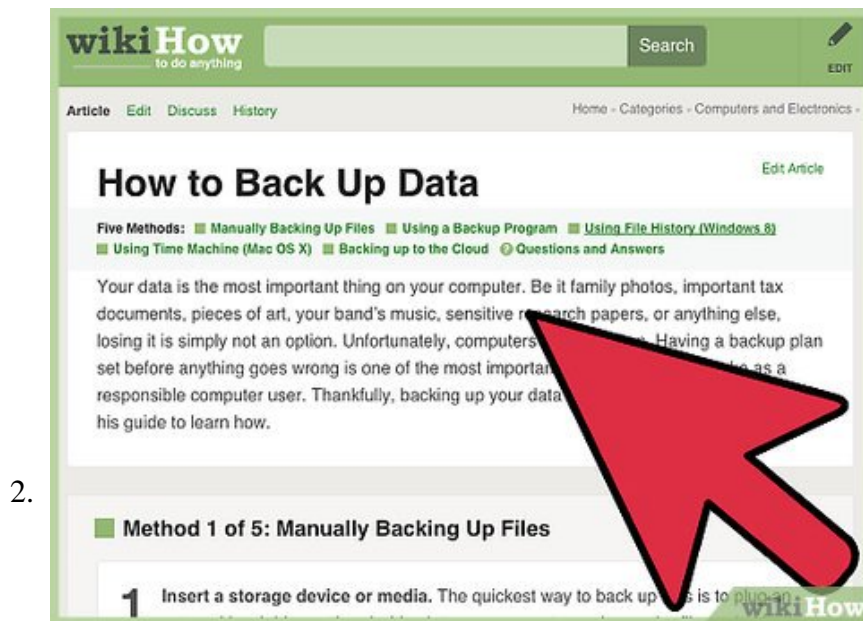 wikiHow
to do anything
Search
EDIT
Article Edit Discuss History
Home - Categories - Computers and Electronics -
How to Back Up Data
Edit Article
Five Methods: Manually Backing Up Files Using a Backup Program Using File History (Windows 8)
Using Time Machine (Mac OS X) Backing up to the Cloud Questions and Answers
Your data is the most important thing on your computer. Be it family photos, important tax
documents, pieces of art, your band's music, sensitive papers, or anything else,
losing it is simply not an option. Unfortunately, computers Having a backup plan
set before anything goes wrong is one of the most as a
responsible computer user. Thankfully, backing up your data
his guide to learn how.
2.
Method 1 of 5: Manually Backing Up Files
1 Insert a storage device or media. The quickest way to back up is to
wikiHow